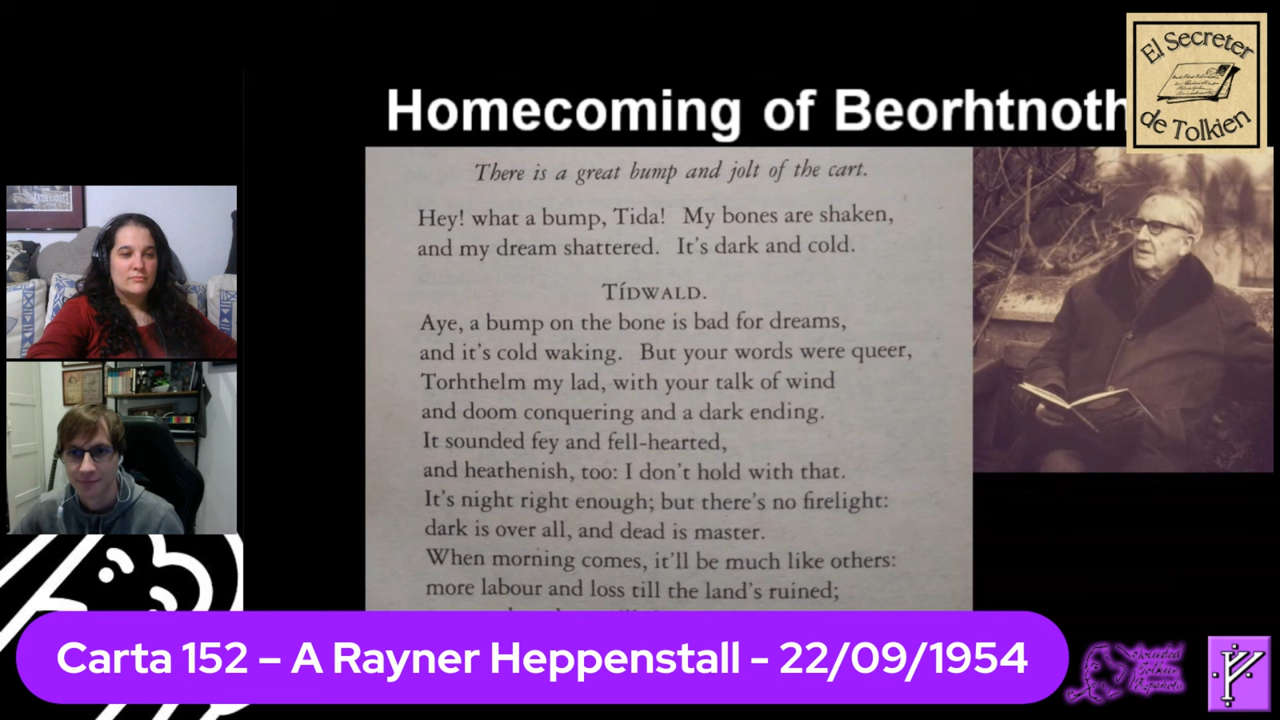 El Secreter
de Tolkien
Homecoming of Beorhtnoth
There is a great bump and jolt of the cart.
Hey! what a bump, Tida! My bones are shaken,
and my dream shattered. It's dark and cold.
TÍDWALD.
Aye, a bump on the bone is bad for dreams,
and it's cold waking. But your words were queer,
Torhthelm my lad, with your talk of wind
and doom conquering and a dark ending.
It sounded fey and fell-hearted,
and heathenish, too: I don't hold with that.
It's night right enough; but there's no firelight:
dark is over all, and dead is master.
When morning comes, it'll be much like others:
more labour and loss till the land's ruined;
Carta 152 – A Rayner Heppenstall - 22/09/1954
Tolkien
Española